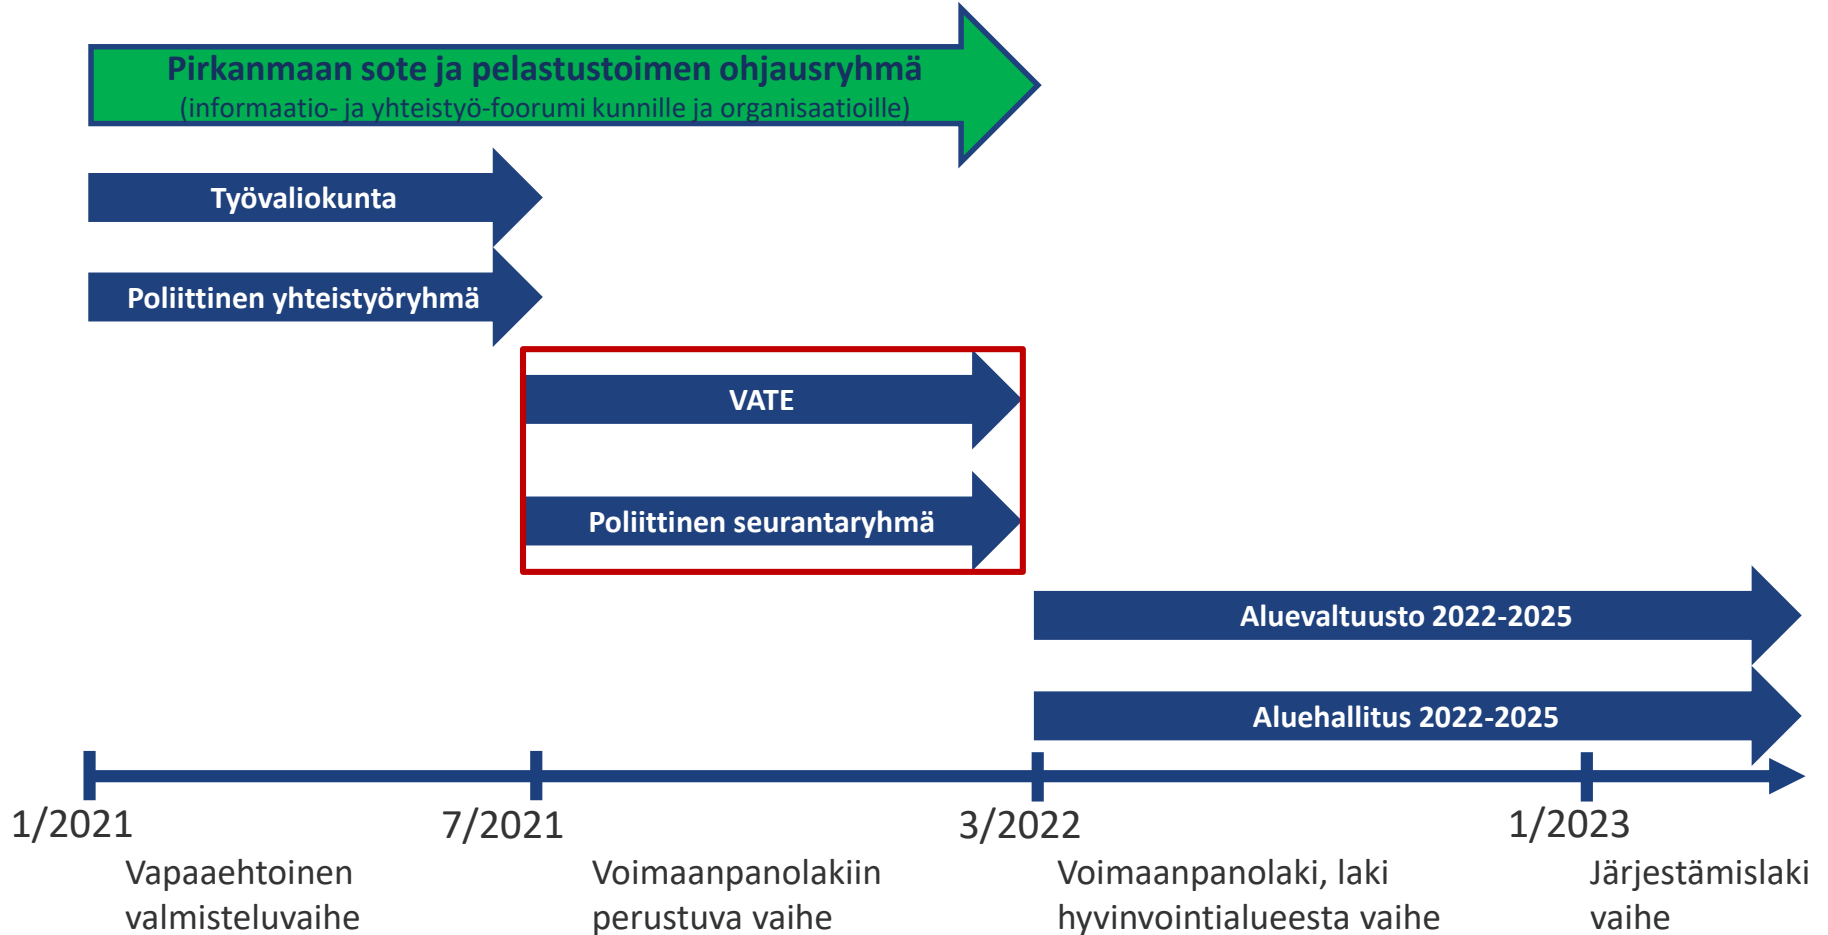 Pirkanmaan sote ja pelastustoimen ohjausryhmä
(informaatio- ja yhteistyö-foorumi kunnille ja organisaatioille)
Työvaliokunta
Poliittinen yhteistyöryhmä
VATE
Poliittinen seurantaryhmä
Aluevaltuusto 2022-2025
Aluehallitus 2022-2025
1/2021
7/2021
3/2022
1/2023
Vapaaehtoinen
valmisteluvaihe
Voimaanpanolakiin
perustuva vaihe
Voimaanpanolaki, laki
hyvinvointialueesta vaihe
Järjestämislaki
vaihe